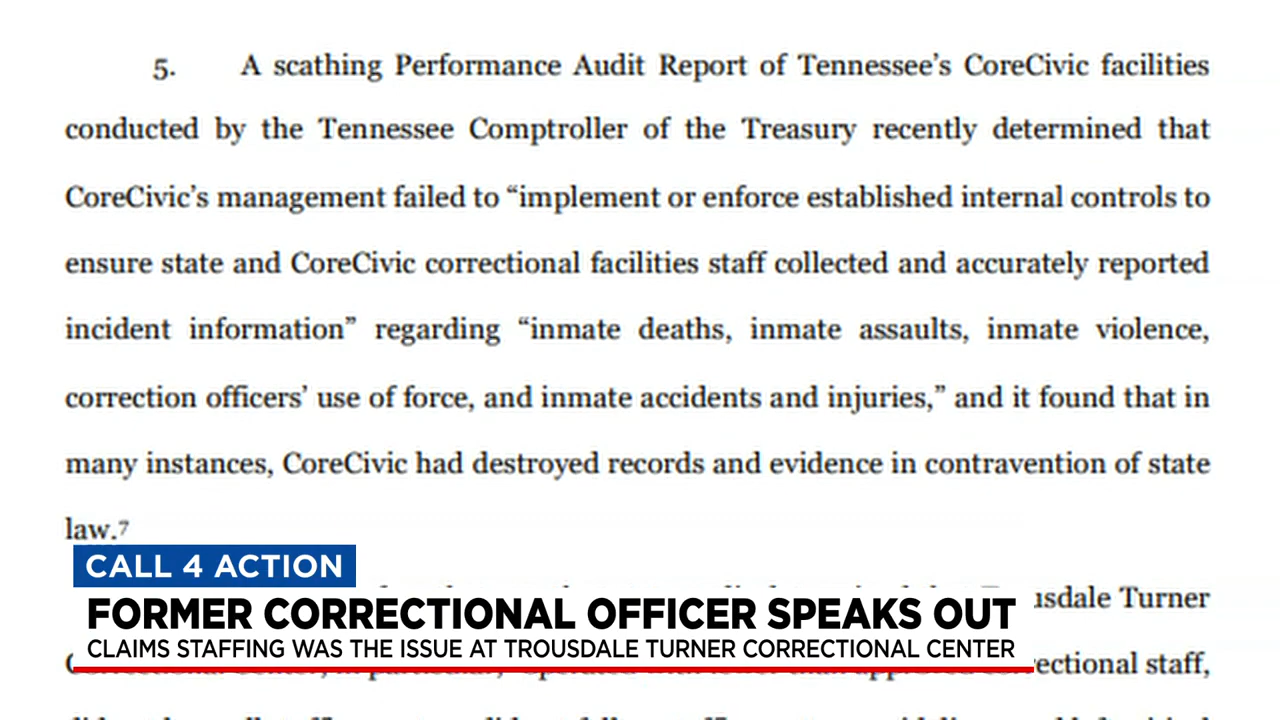 5. A scathing Performance Audit Report of Tennessee’s CoreCivic facilities
conducted by the Tennessee Comptroller of the Treasury recently determined that
CoreCivic’s management failed to “implement or enforce established internal controls to
ensure state and CoreCivic correctional facilities staff collected and accurately reported
incident information” regarding “inmate deaths, inmate assaults, inmate violence,
correction officers’ use of force, and inmate accidents and injuries,” and it found that in
many instances, CoreCivic had destroyed records and evidence in contravention of state
law.⁷
CALL 4 ACTION
Turner
FORMER CORRECTIONAL OFFICER SPEAKS OUT
CLAIMS STAFFING WAS THE ISSUE AT TROUSDALE TURNER CORRECTIONAL CENTER
staff,